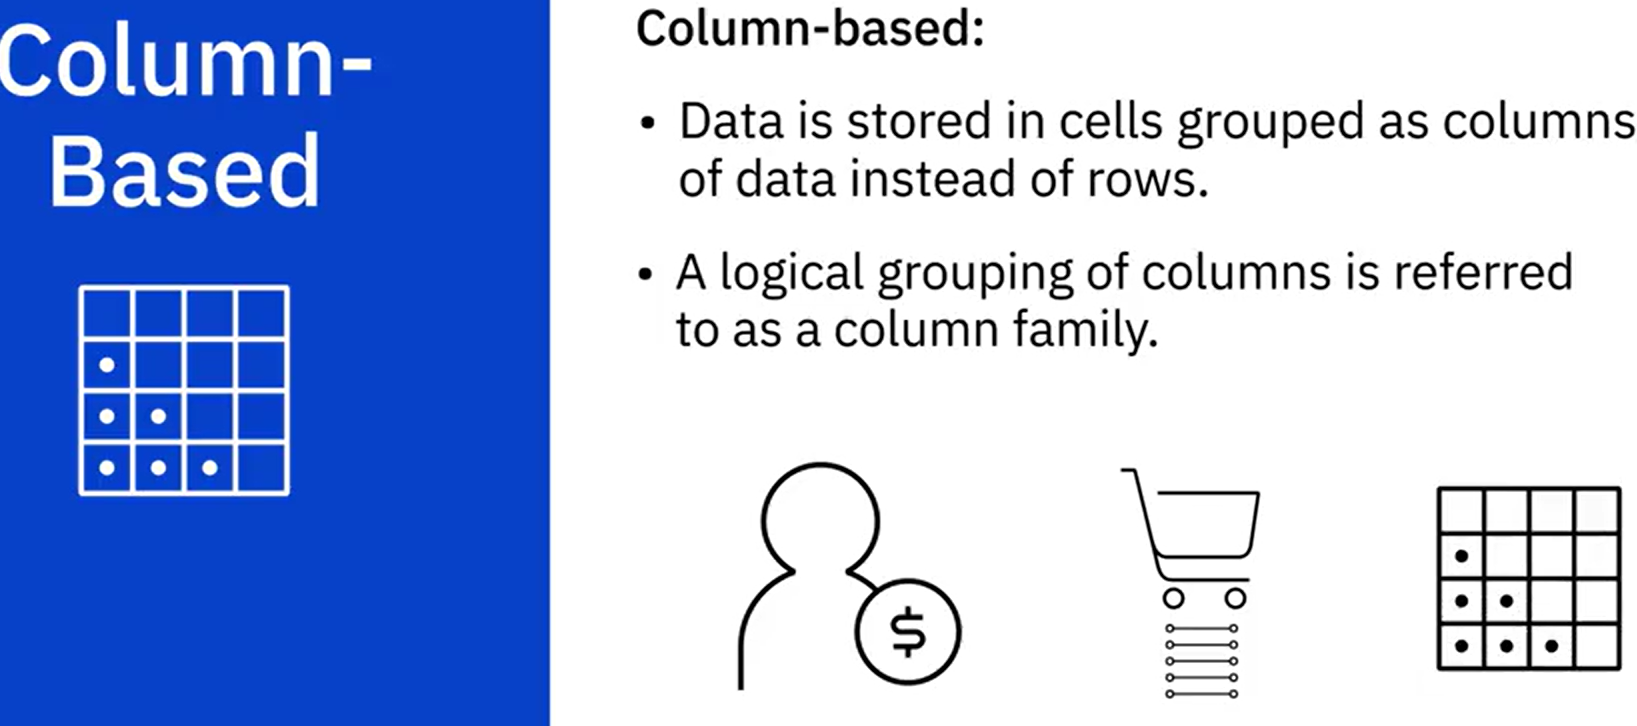 Column-
Based
Column-based:
• Data is stored in cells grouped as columns
of data instead of rows.
• A logical grouping of columns is referred
to as a column family.
$